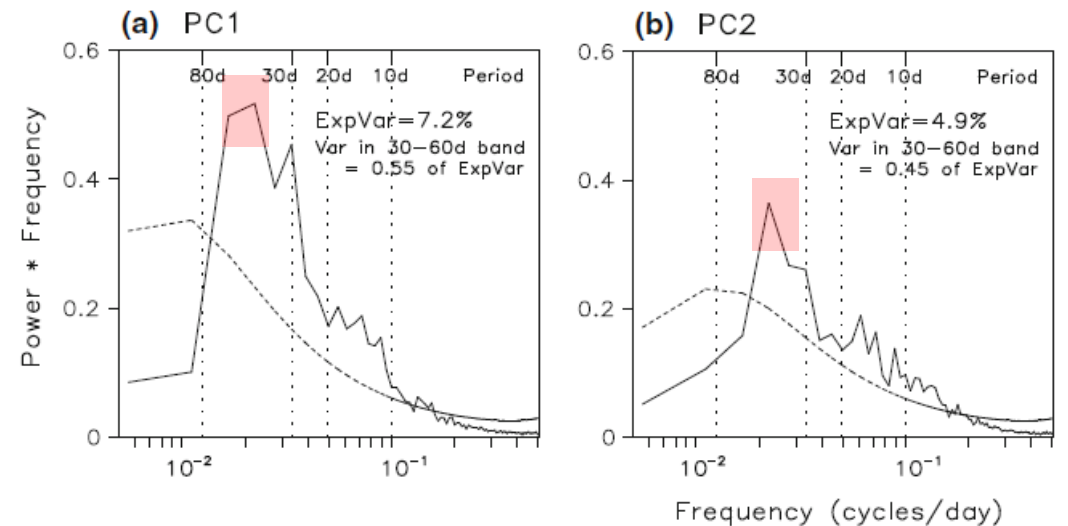 (a) PC1
0.6
0.4
0.2
0
Power * Frequency
80d 30d 20d 10d Period
ExpVar=7.2%
Var in 30-60d band
= 0.55 of ExpVar
10-2 10-1
(b) PC2
0.6
0.4
0.2
0
80d 30d 20d 10d Period
ExpVar=4.9%
Var in 30-60d band
= 0.45 of ExpVar
10-2 10-1
Frequency (cycles/day)